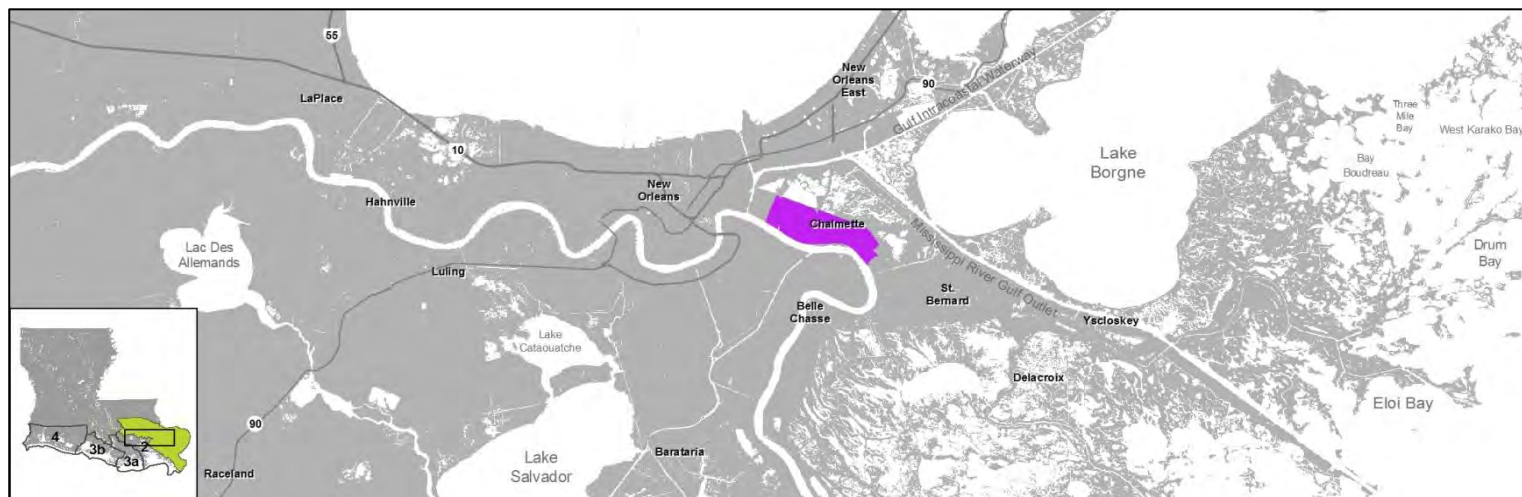 55
LaPlace
New
Orleans
East
90
Gulf Intracoastal Waterway
Three
Mile
Bay
West Karako Bay
10
Lake
Borgne
Bay
Boudreau
New
Orleans
Hahnville
Chalmette
Lac Des
Allemands
Luling
Mississippi River Gulf Outlet
Drum
Bay
St.
Bernard
Belle
Chasse
Yscloskey
Lake
Cataouatche
Delacroix
Eloi Bay
90
Barataria
Lake
Salvador
Raceland
4
3b
3a
2